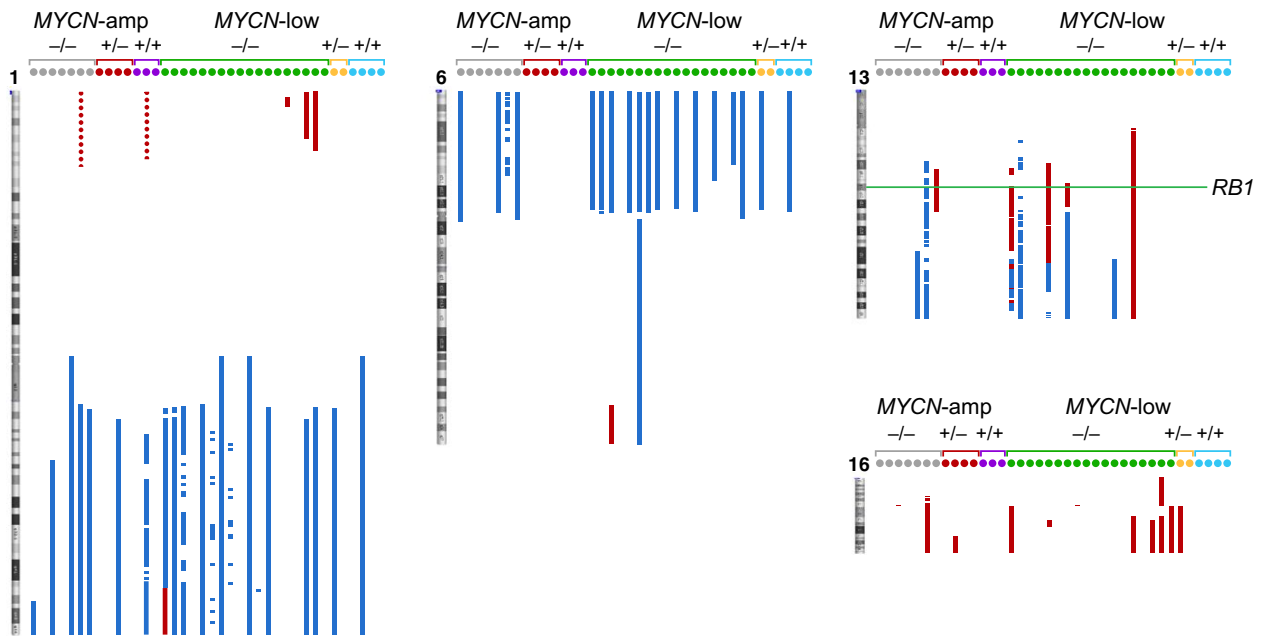 MYCN-amp MYCN-low
–/– +/– +/+ –/– +/– +/+
1
MYCN-amp MYCN-low
–/– +/– +/+ –/– +/– +/+
6
MYCN-amp MYCN-low
–/– +/– +/+ –/– +/– +/+
13
RB1
MYCN-amp MYCN-low
–/– +/– +/+ –/– +/– +/+
16